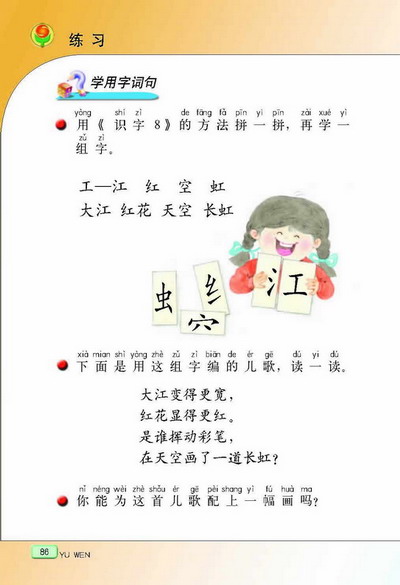 练习
学用字词句
yòng shí zì de fāng fǎ pīn yi pīn zài xué yì
用《识字8》的方法拼一拼，再学一
zǔ zì
组字。
工—江 红 空 虹
大江 红花 天空 长虹
虫 纟 氵工
穴
xià mian shì yòng zhè zǔ zì biān de ér gē dú yi dú
下面是用这组字编的儿歌，读一读。
大江变得更宽，
红花显得更红。
是谁挥动彩笔，
在天空画了一道长虹？
nǐ néng wèi zhè shǒu ér gē pèi shang yì fú huà ma
你能为这首儿歌配上一幅画吗？
86 YU WEN